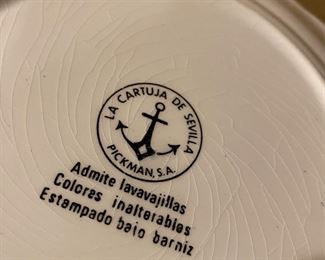 LA CARTUJA DE SEVILLA
PICKMAN, S.A.
Admite lavavajillas
Colores inalterables
Estampado bajo barniz